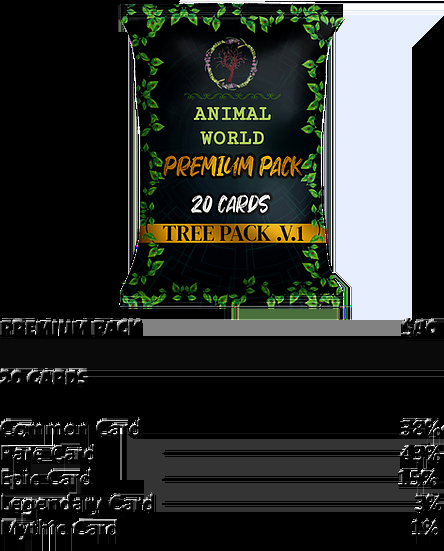 ANIMAL
WORLD
PREMIUM PACK
20 CARDS
TREE PACK .V.1
PREMIUM PACK
20 CARDS
Common Card 38%
Rare Card
Epic Card 15%
Legendary Card 3%
Mythic Card 1%